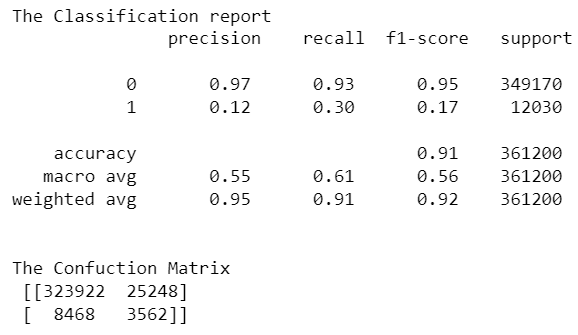 The Classification report
precision recall f1-score support
0 0.97 0.93 0.95 349170
1 0.12 0.30 0.17 12030
accuracy 0.91 361200
macro avg 0.55 0.61 0.56 361200
weighted avg 0.95 0.91 0.92 361200
The Confuction Matrix
[[323922 25248]
[ 8468 3562]]